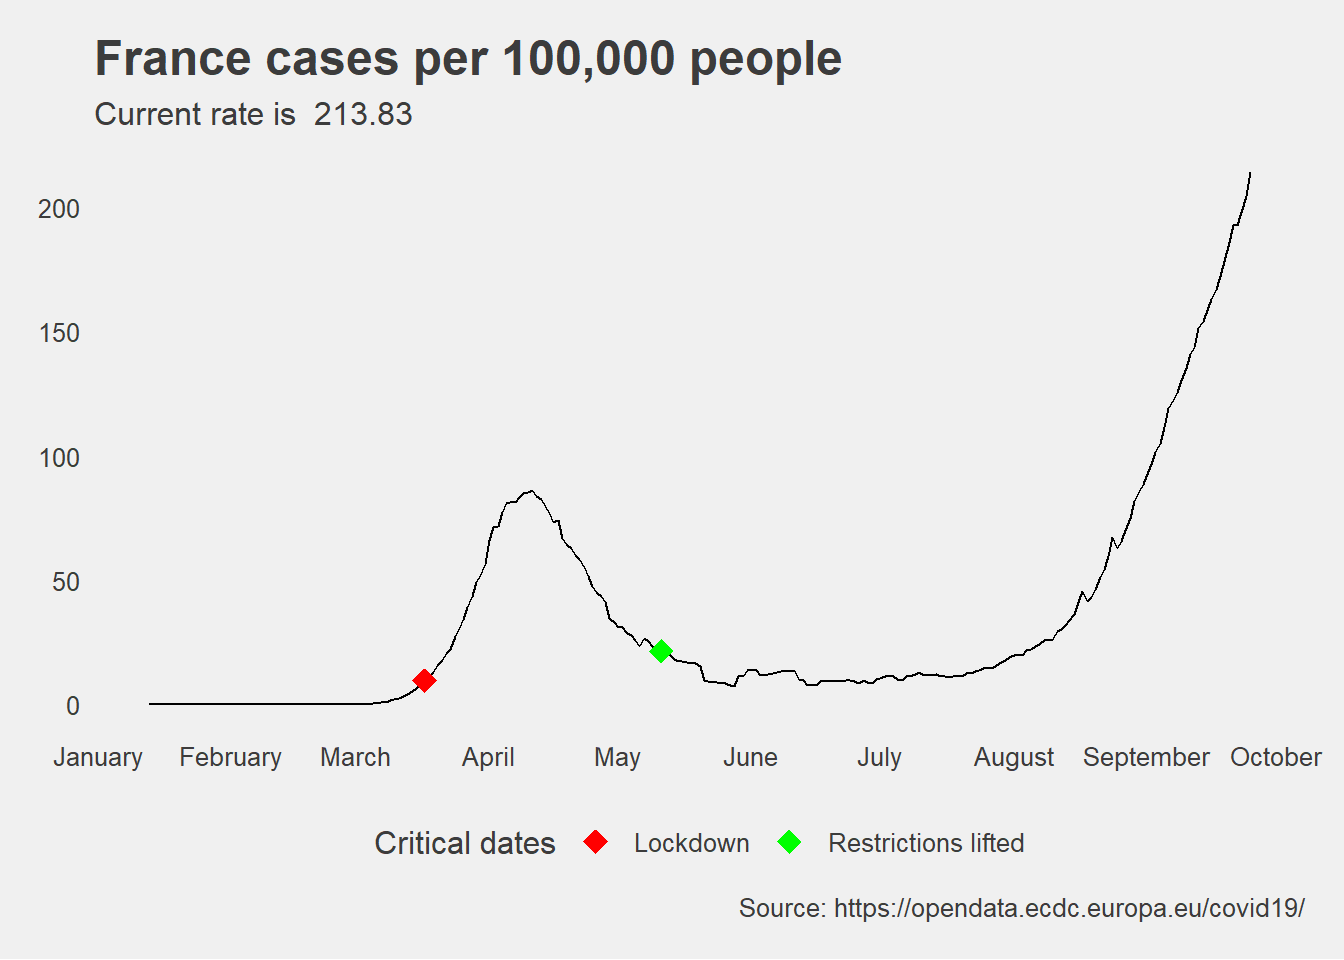 France cases per 100,000 people
Current rate is  213.83
200
150
100
50
0
January February March April May June July August September October
Critical dates Lockdown Restrictions lifted
Source: https://opendata.ecdc.europa.eu/covid19/